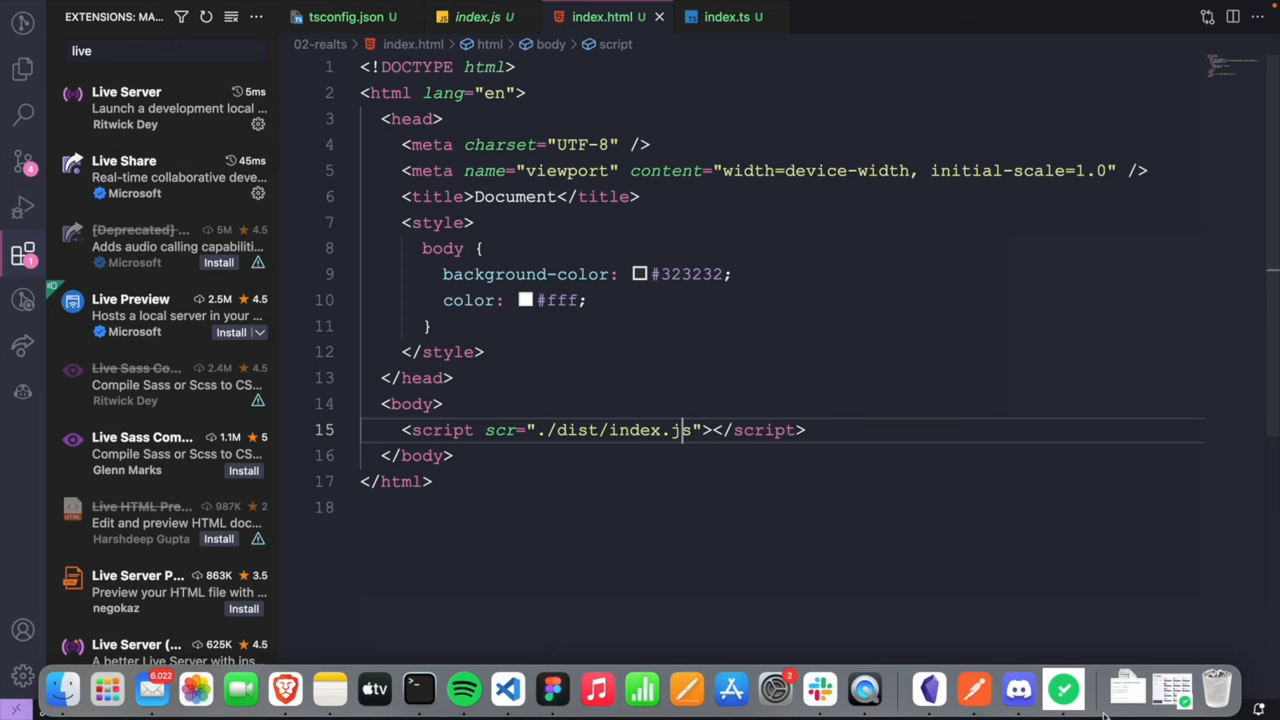 EXTENSIONS: MA...
live
Live Server 5ms
Launch a development local ...
Ritwick Dey
Live Share 45ms
Real-time collaborative deve...
Microsoft
[Deprecated] ... 5M 4.5
Adds audio calling capabiliti...
Microsoft Install
Live Preview 2.5M 4.5
Hosts a local server in your ...
Microsoft Install
Live Sass Co... 2.4M 4.5
Compile Sass or Scss to CS...
Ritwick Dey
Live Sass Com... 4.5
Compile Sass or Scss to CS...
Glenn Marks Install
Live HTML Pre... 987K 2
Edit and preview HTML doc...
Harshdeep Gupta Install
Live Server P... 863K 3.5
Preview your HTML file with ...
negokaz Install
Live Server (... 625K 4.5
A better Live Server with ins...
4
1
tsconfig.json U
index.js U
index.html U
index.ts U
02-realts > index.html > html > body > script
1 <!DOCTYPE html>
2 <html lang="en">
3 <head>
4 <meta charset="UTF-8" />
5 <meta name="viewport" content="width=device-width, initial-scale=1.0" />
6 <title>Document</title>
7 <style>
8 body {
9 background-color: #323232;
10 color: #fff;
11 }
12 </style>
13 </head>
14 <body>
15 <script scr="./dist/index.js"></script>
16 </body>
17 </html>
18
6.022
tv
2